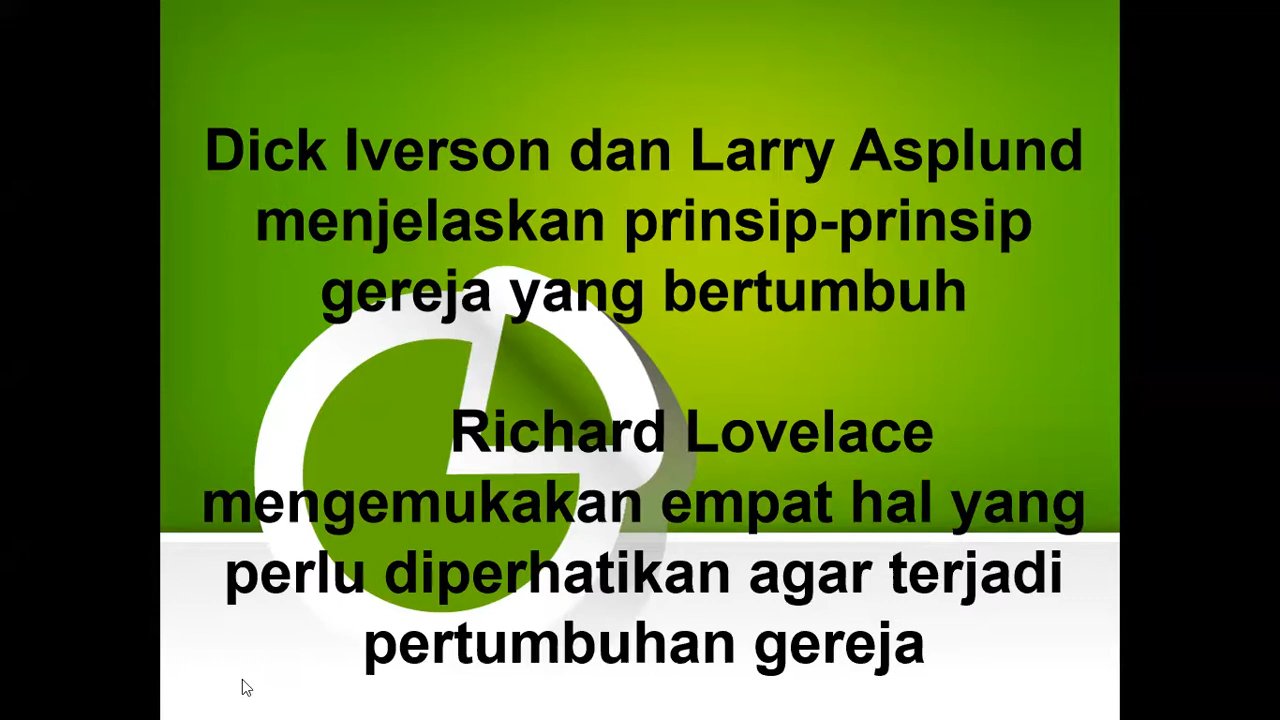 Dick Iverson dan Larry Asplund
menjelaskan prinsip-prinsip
gereja yang bertumbuh
Richard Lovelace
mengemukakan empat hal yang
perlu diperhatikan agar terjadi
pertumbuhan gereja